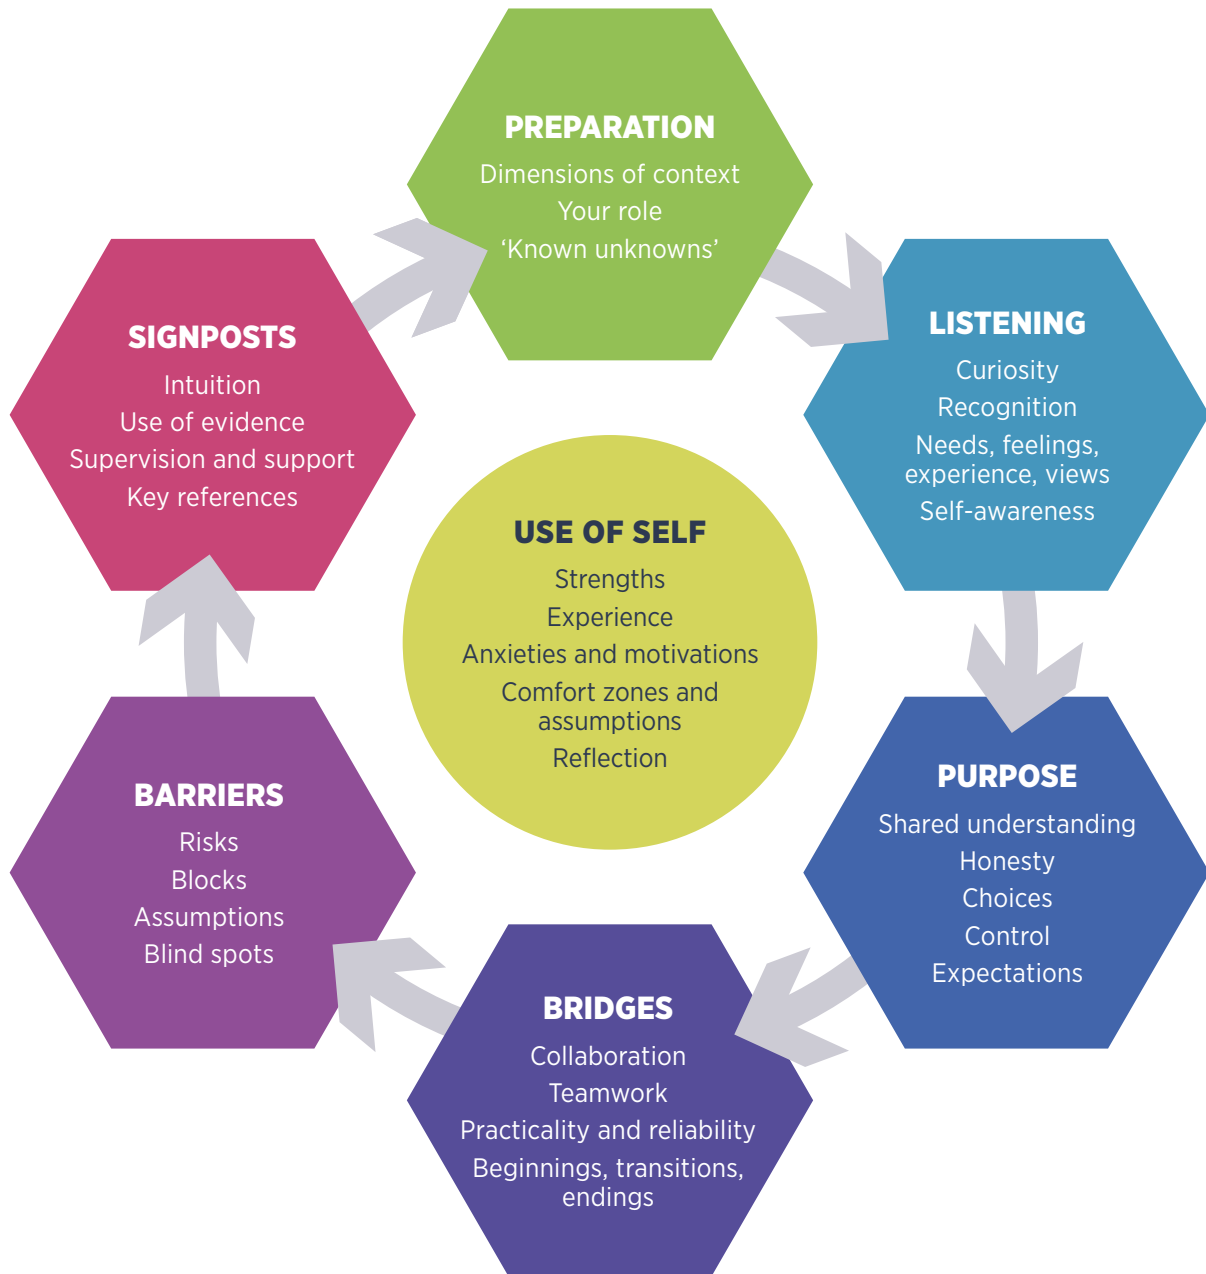 PREPARATION
Dimensions of context
Your role
‘Known unknowns’
LISTENING
Curiosity
Recognition
Needs, feelings,
experience, views
Self-awareness
PURPOSE
Shared understanding
Honesty
Choices
Control
Expectations
BRIDGES
Collaboration
Teamwork
Practicality and reliability
Beginnings, transitions,
endings
BARRIERS
Risks
Blocks
Assumptions
Blind spots
SIGNPOSTS
Intuition
Use of evidence
Supervision and support
Key references
USE OF SELF
Strengths
Experience
Anxieties and motivations
Comfort zones and
assumptions
Reflection